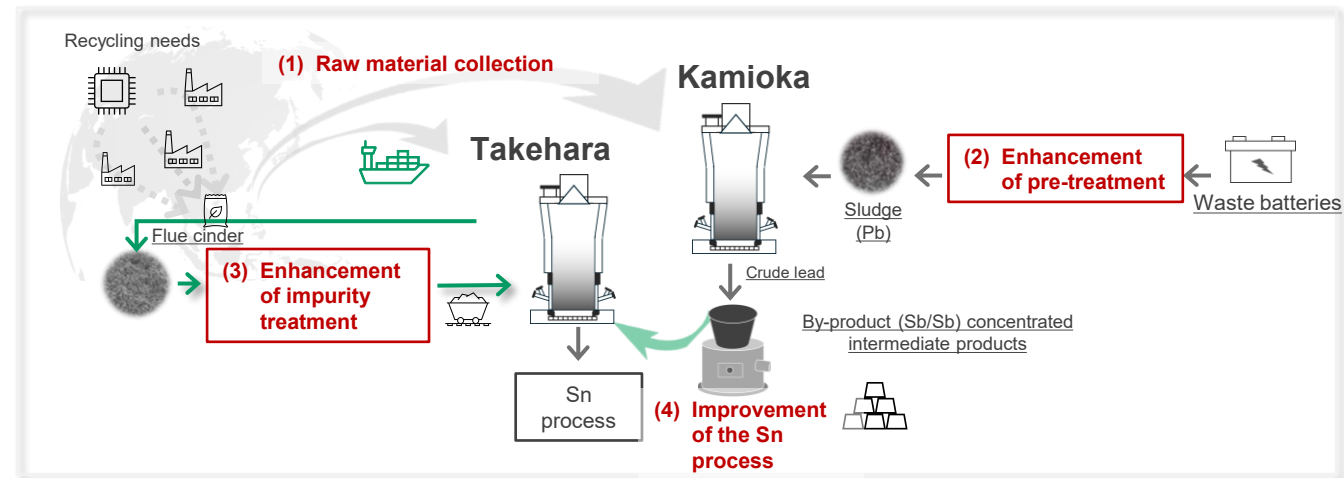 Recycling needs
(1) Raw material collection
Kamioka
Takehara
(2) Enhancement
of pre-treatment
Waste batteries
Sludge
(Pb)
Flue cinder
(3) Enhancement
of impurity
treatment
Crude lead
By-product (Sb/Sb) concentrated
intermediate products
Sn
process
(4) Improvement
of the Sn
process